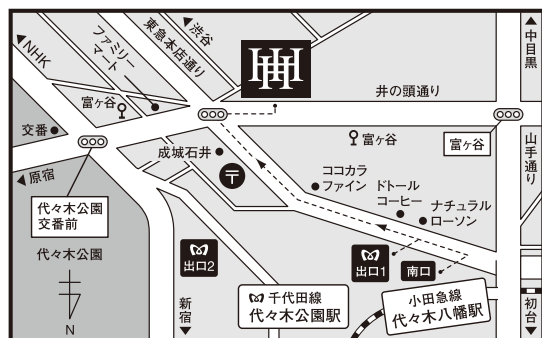 NHK
ファミリー
マート
渋谷
東急本店通り
中目黒
井の頭通り
富ヶ谷
交番
成城石井
〒
富ヶ谷
富ヶ谷
山手通り
原宿
ココカラ
ファイン
ドトール
コーヒー
ナチュラル
ローソン
代々木公園
交番前
代々木公園
出口2
出口1
南口
千代田線
代々木公園駅
小田急線
代々木八幡駅
新宿
初台
N